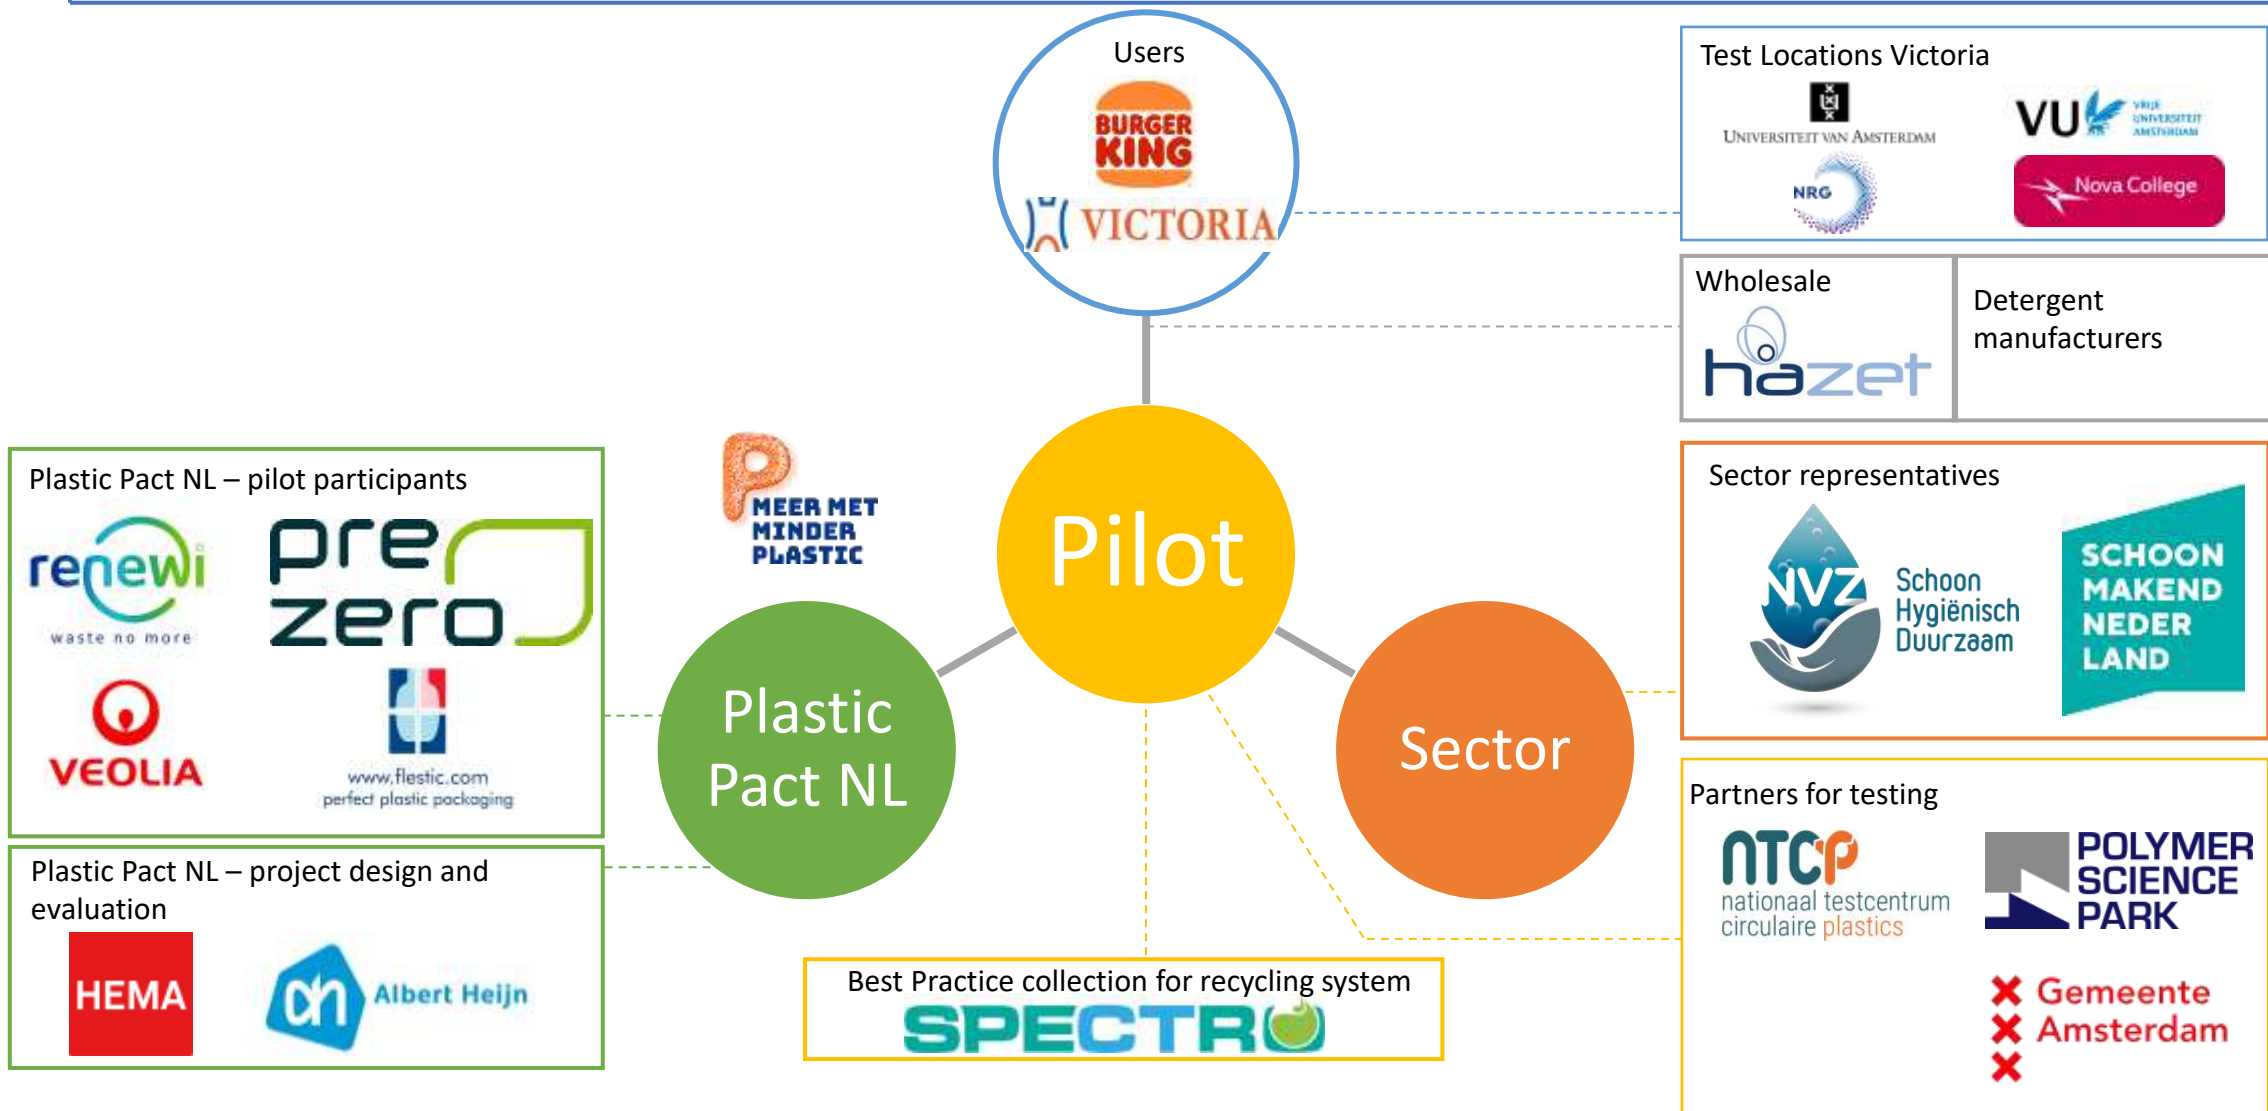 Users
BURGER
KING
VICTORIA
Test Locations Victoria
UNIVERSITEIT VAN AMSTERDAM
VU VRIJE
UNIVERSITEIT
AMSTERDAM
NRG
Nova College
Wholesale
hazet
Detergent
manufacturers
Plastic Pact NL – pilot participants
renewi
waste no more
pre
zero
VEOLIA
www.flestic.com
perfect plastic packaging
Plastic Pact NL – project design and
evaluation
HEMA
ah Albert Heijn
P
MEER MET
MINDER
PLASTIC
Pilot
Plastic
Pact NL
Sector
Sector representatives
NVZ
Schoon
Hygiënisch
Duurzaam
SCHOON
MAKEND
NEDER
LAND
Partners for testing
NTCP
nationaal testcentrum
circulaire plastics
POLYMER
SCIENCE
PARK
Gemeente
Amsterdam
Best Practice collection for recycling system
SPECTRO